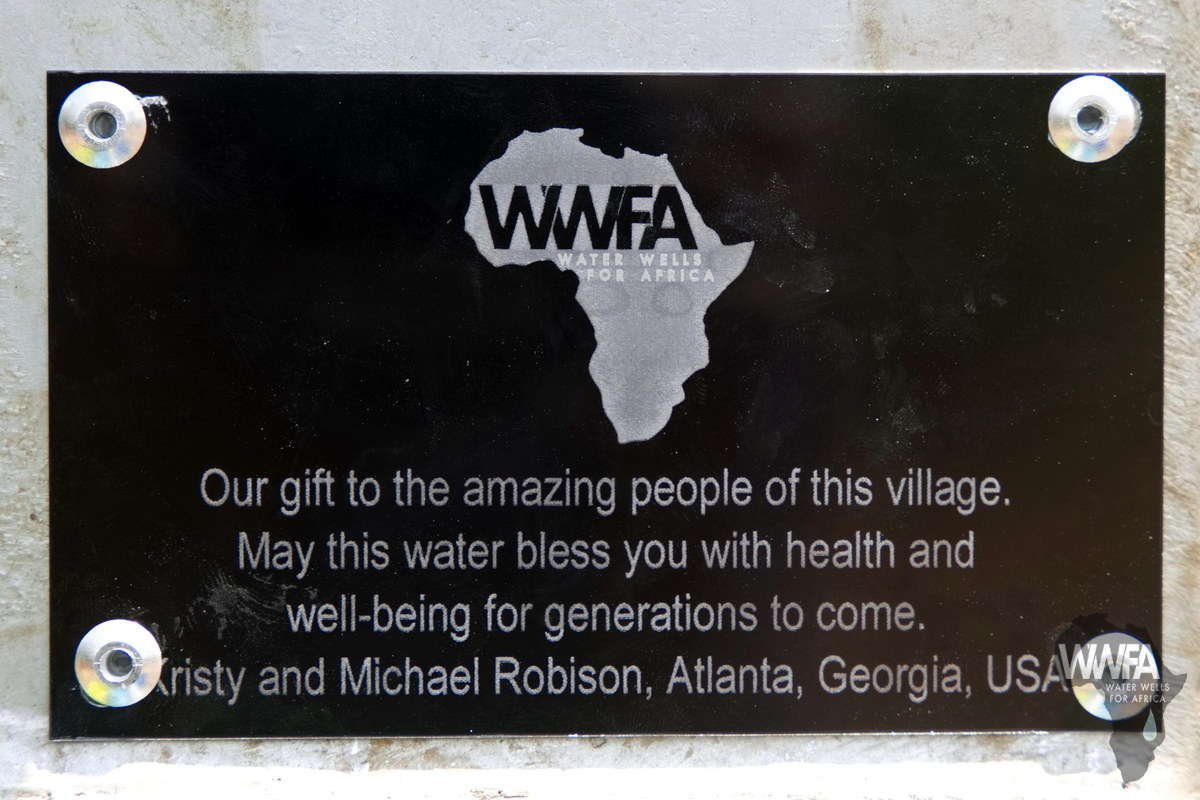 WWFA
WATER WELLS
FOR AFRICA
Our gift to the amazing people of this village.
May this water bless you with health and
well-being for generations to come.
Kristy and Michael Robison, Atlanta, Georgia, USA
WWFA
WATER WELLS
FOR AFRICA